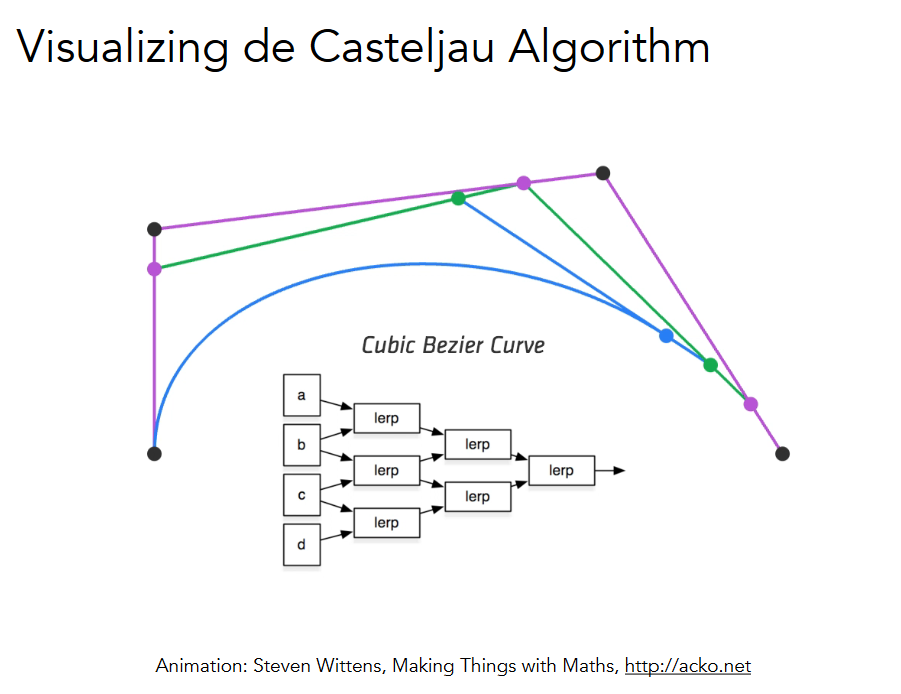 Visualizing de Casteljau Algorithm
Cubic Bezier Curve
a
lerp
b
lerp
lerp
lerp
c
lerp
lerp
d
Animation: Steven Wittens, Making Things with Maths, http://acko.net